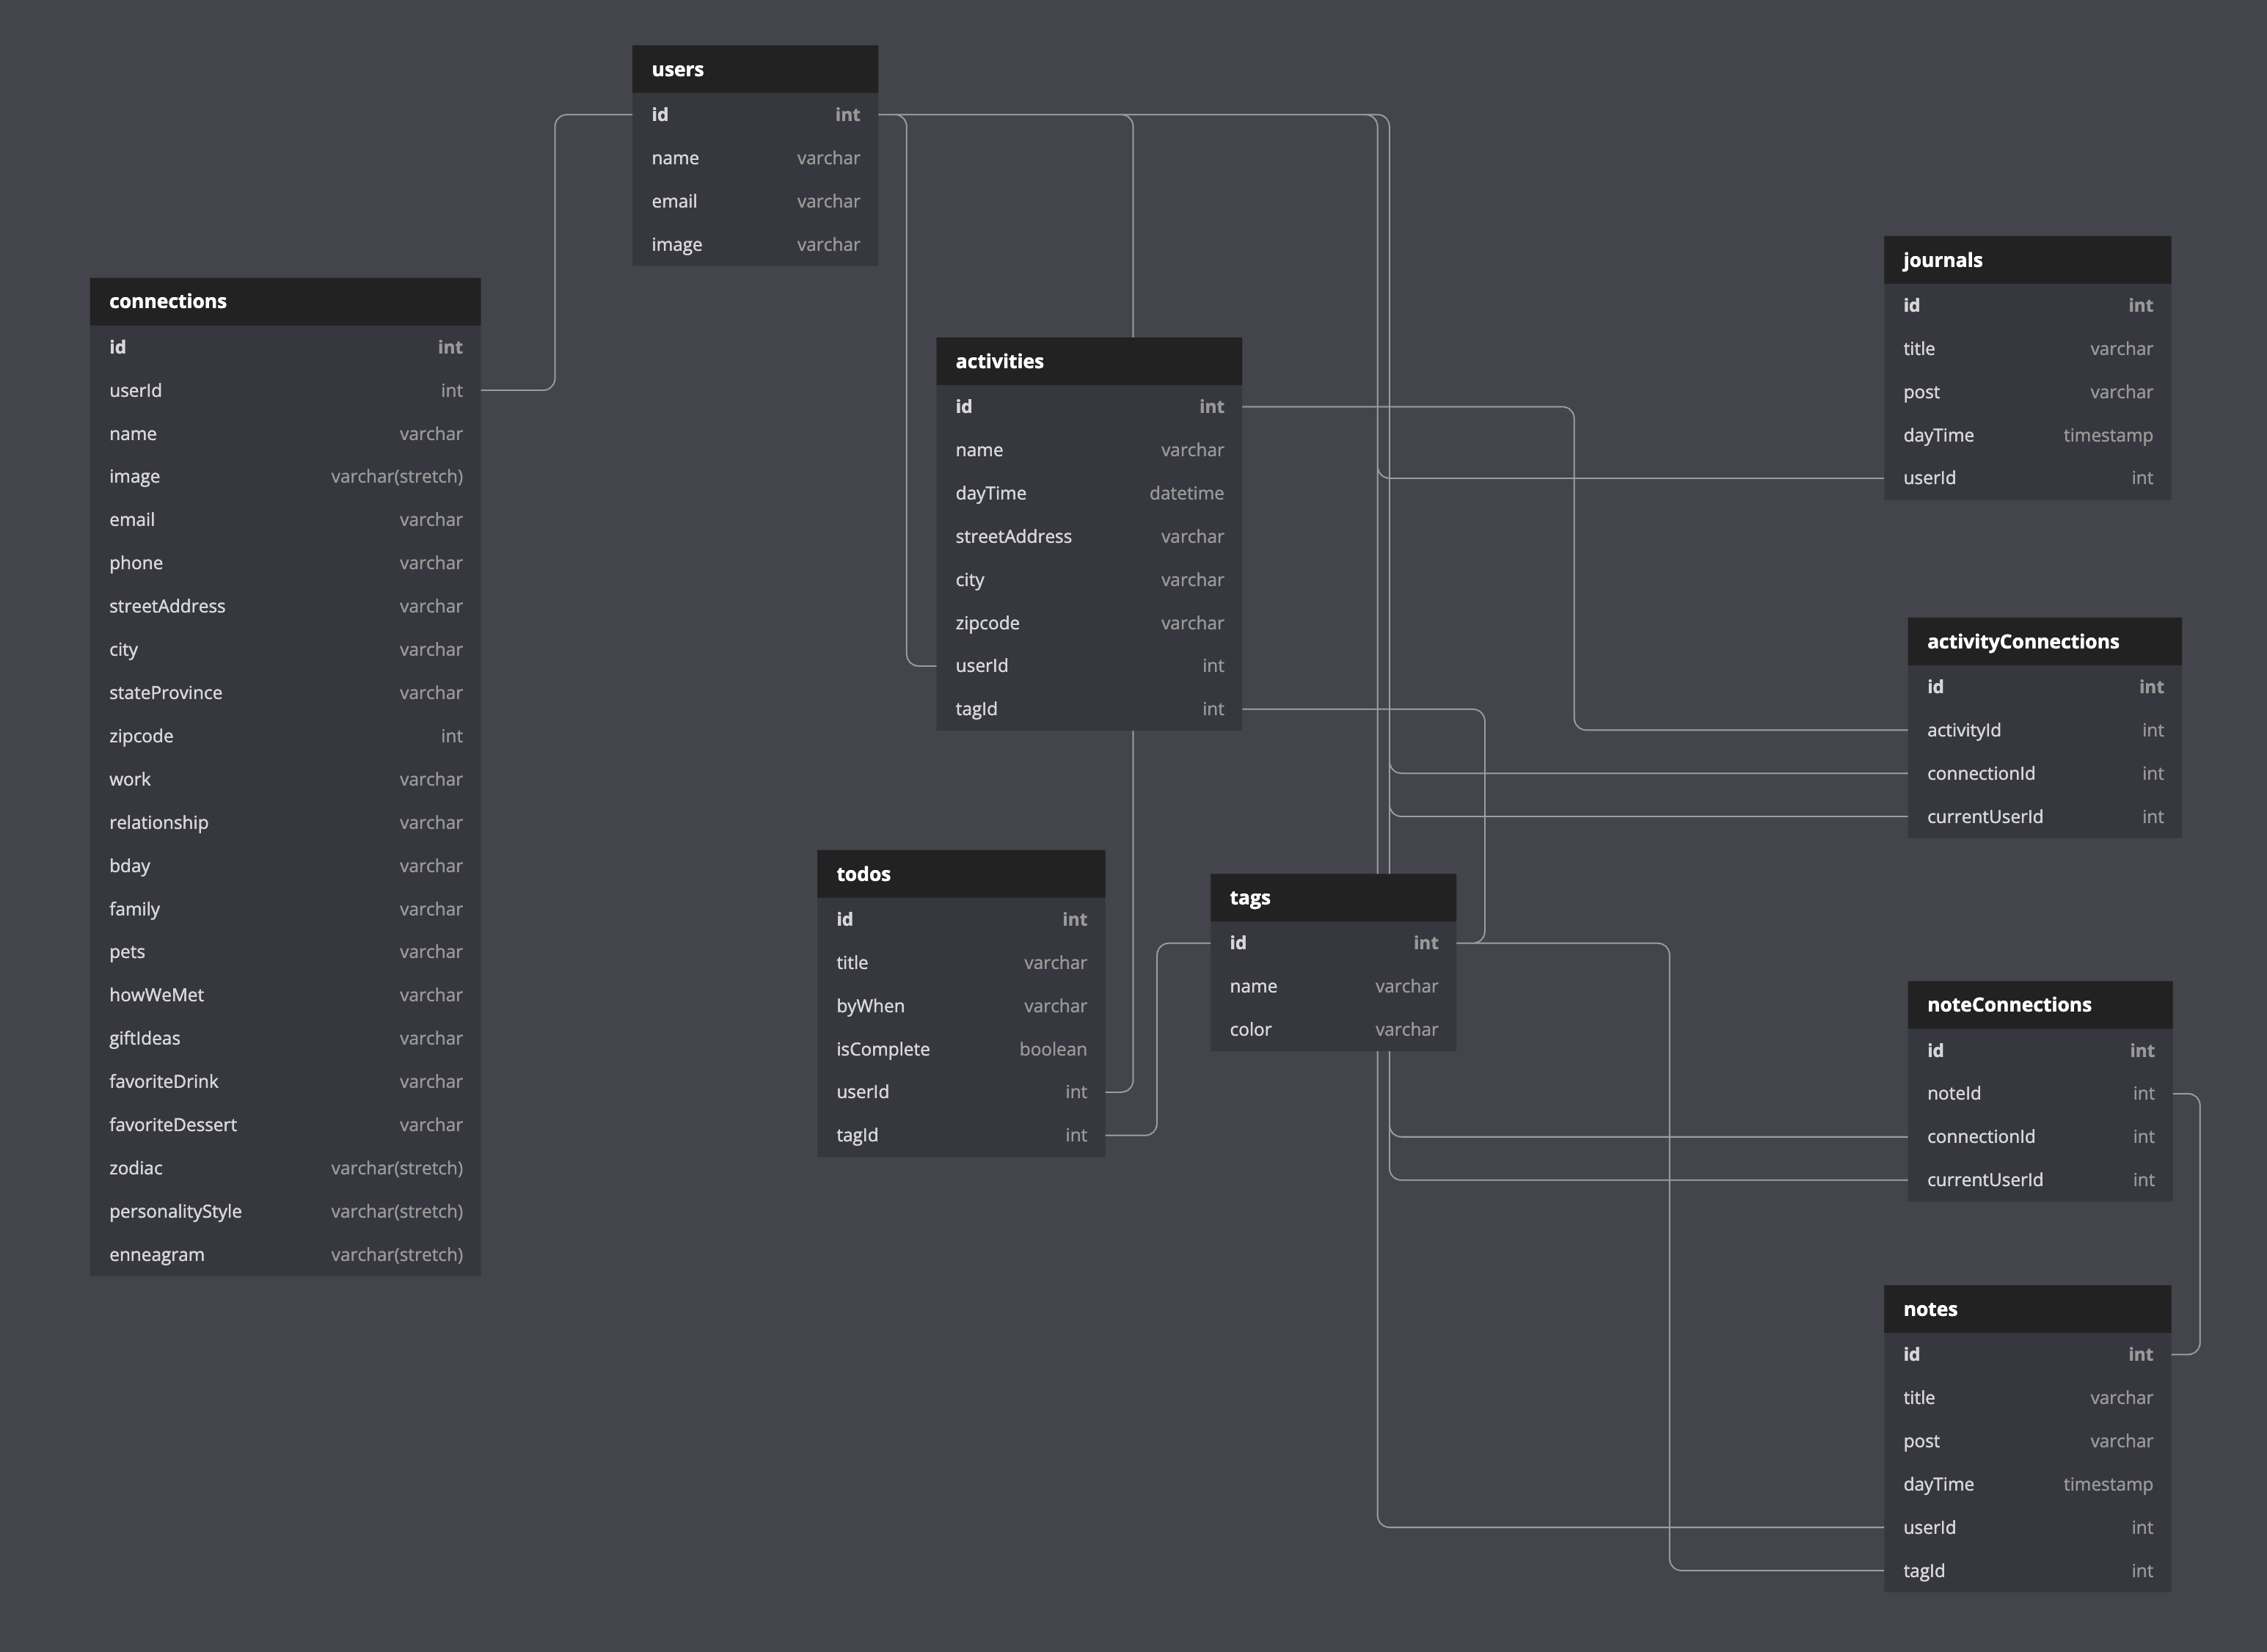 users
id int
name varchar
email varchar
image varchar
connections
id int
userId int
name varchar
image varchar(stretch)
email varchar
phone varchar
streetAddress varchar
city varchar
stateProvince varchar
zipcode int
work varchar
relationship varchar
bday varchar
family varchar
pets varchar
howWeMet varchar
giftIdeas varchar
favoriteDrink varchar
favoriteDessert varchar
zodiac varchar(stretch)
personalityStyle varchar(stretch)
enneagram varchar(stretch)
activities
id int
name varchar
dayTime datetime
streetAddress varchar
city varchar
zipcode varchar
userId int
tagId int
todos
id int
title varchar
byWhen varchar
isComplete boolean
userId int
tagId int
tags
id int
name varchar
color varchar
journals
id int
title varchar
post varchar
dayTime timestamp
userId int
activityConnections
id int
activityId int
connectionId int
currentUserId int
noteConnections
id int
noteId int
connectionId int
currentUserId int
notes
id int
title varchar
post varchar
dayTime timestamp
userId int
tagId int